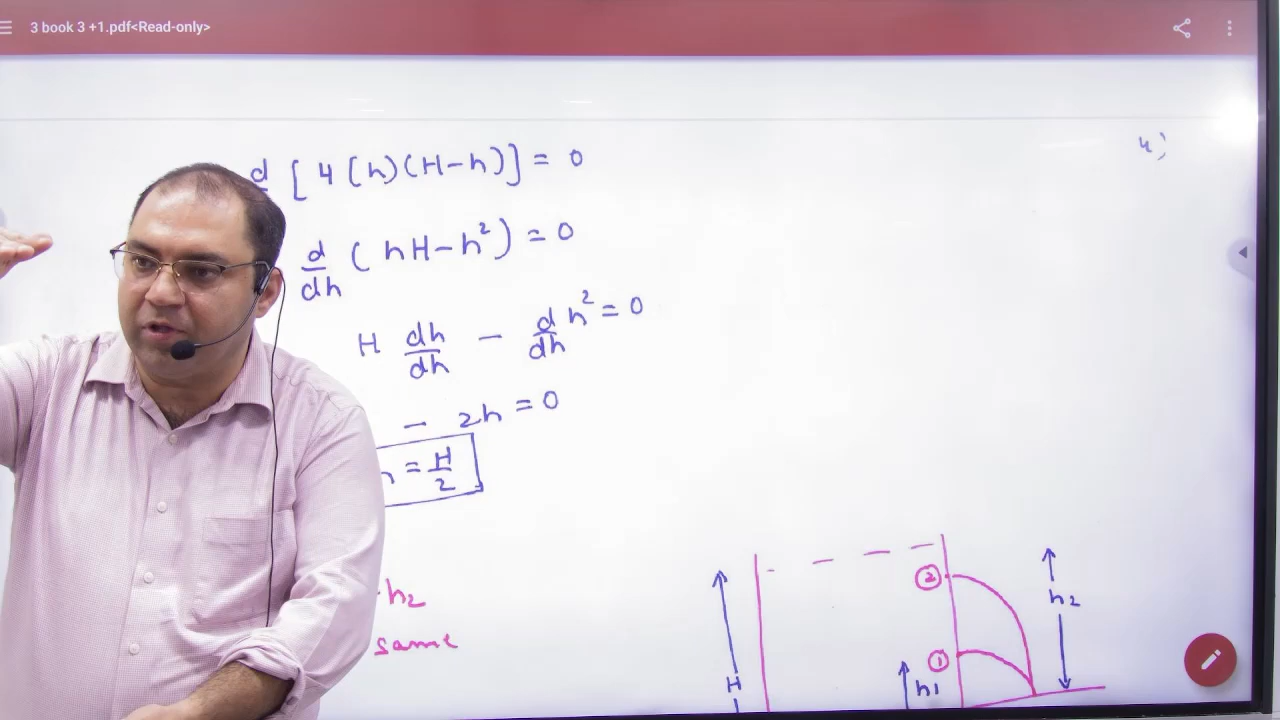 3 book 3 +1.pdf<Read-only>
4)
d [4(h)(H-h)] = 0
d/dh (hH-h²) = 0
H dh/dh - d/dh h² = 0
- 2h = 0
h = H/2
h2
same
②
h2
①
h1
H